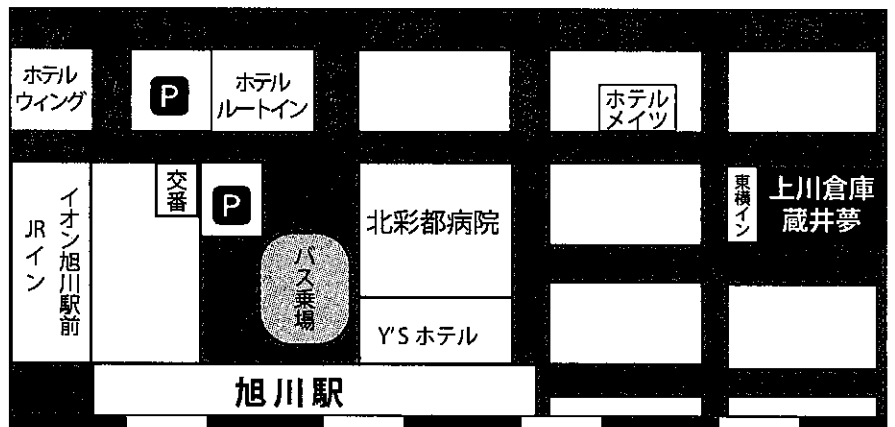 ホテル
ウィング
P
ホテル
ルートイン
ホテル
メイツ
JRイン
イオン旭川駅前
交番
P
バス乗場
北彩都病院
Y'S ホテル
東横イン
上川倉庫
蔵井夢
旭川駅